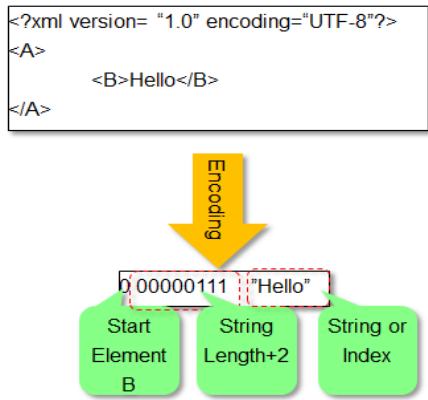 <?xml version= “1.0” encoding=“UTF-8”?>
<A>
<B>Hello</B>
</A>
Encoding
0 00000111 ”Hello”
Start Element B
String Length+2
String or Index